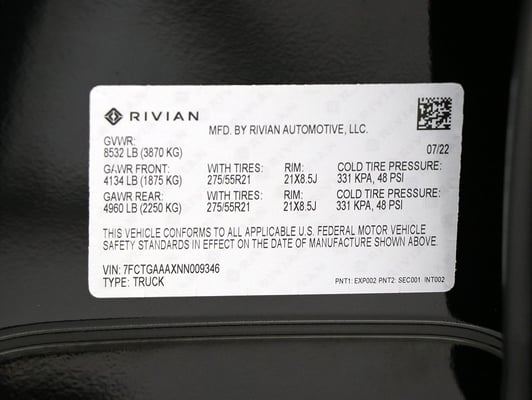 RIVIAN
MFD. BY RIVIAN AUTOMOTIVE, LLC.
GVWR:
8532 LB (3870 KG) 07/22
GAWR FRONT: WITH TIRES: RIM: COLD TIRE PRESSURE:
4134 LB (1875 KG) 275/55R21 21X8.5J 331 KPA, 48 PSI
GAWR REAR: WITH TIRES: RIM: COLD TIRE PRESSURE:
4960 LB (2250 KG) 275/55R21 21X8.5J 331 KPA, 48 PSI
THIS VEHICLE CONFORMS TO ALL APPLICABLE U.S. FEDERAL MOTOR VEHICLE
SAFETY STANDARDS IN EFFECT ON THE DATE OF MANUFACTURE SHOWN ABOVE.
VIN: 7FCTGAAAXNN009346
TYPE: TRUCK PNT1: EXP002 PNT2: SEC001 INT002